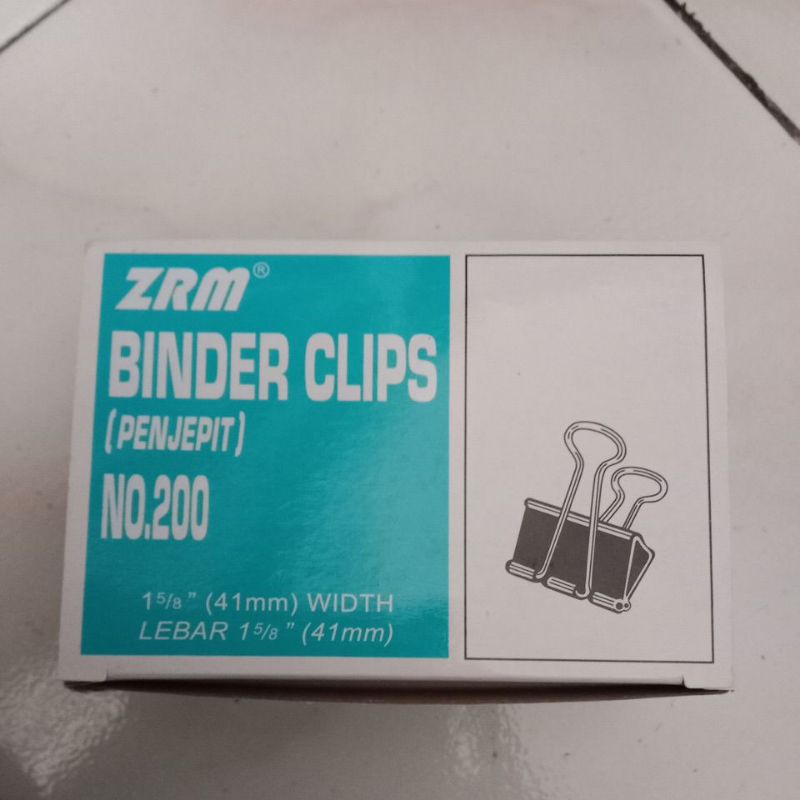 ZRM®
BINDER CLIPS
(PENJEPIT)
NO.200
1 5/8" (41mm) WIDTH
LEBAR 1 5/8" (41mm)